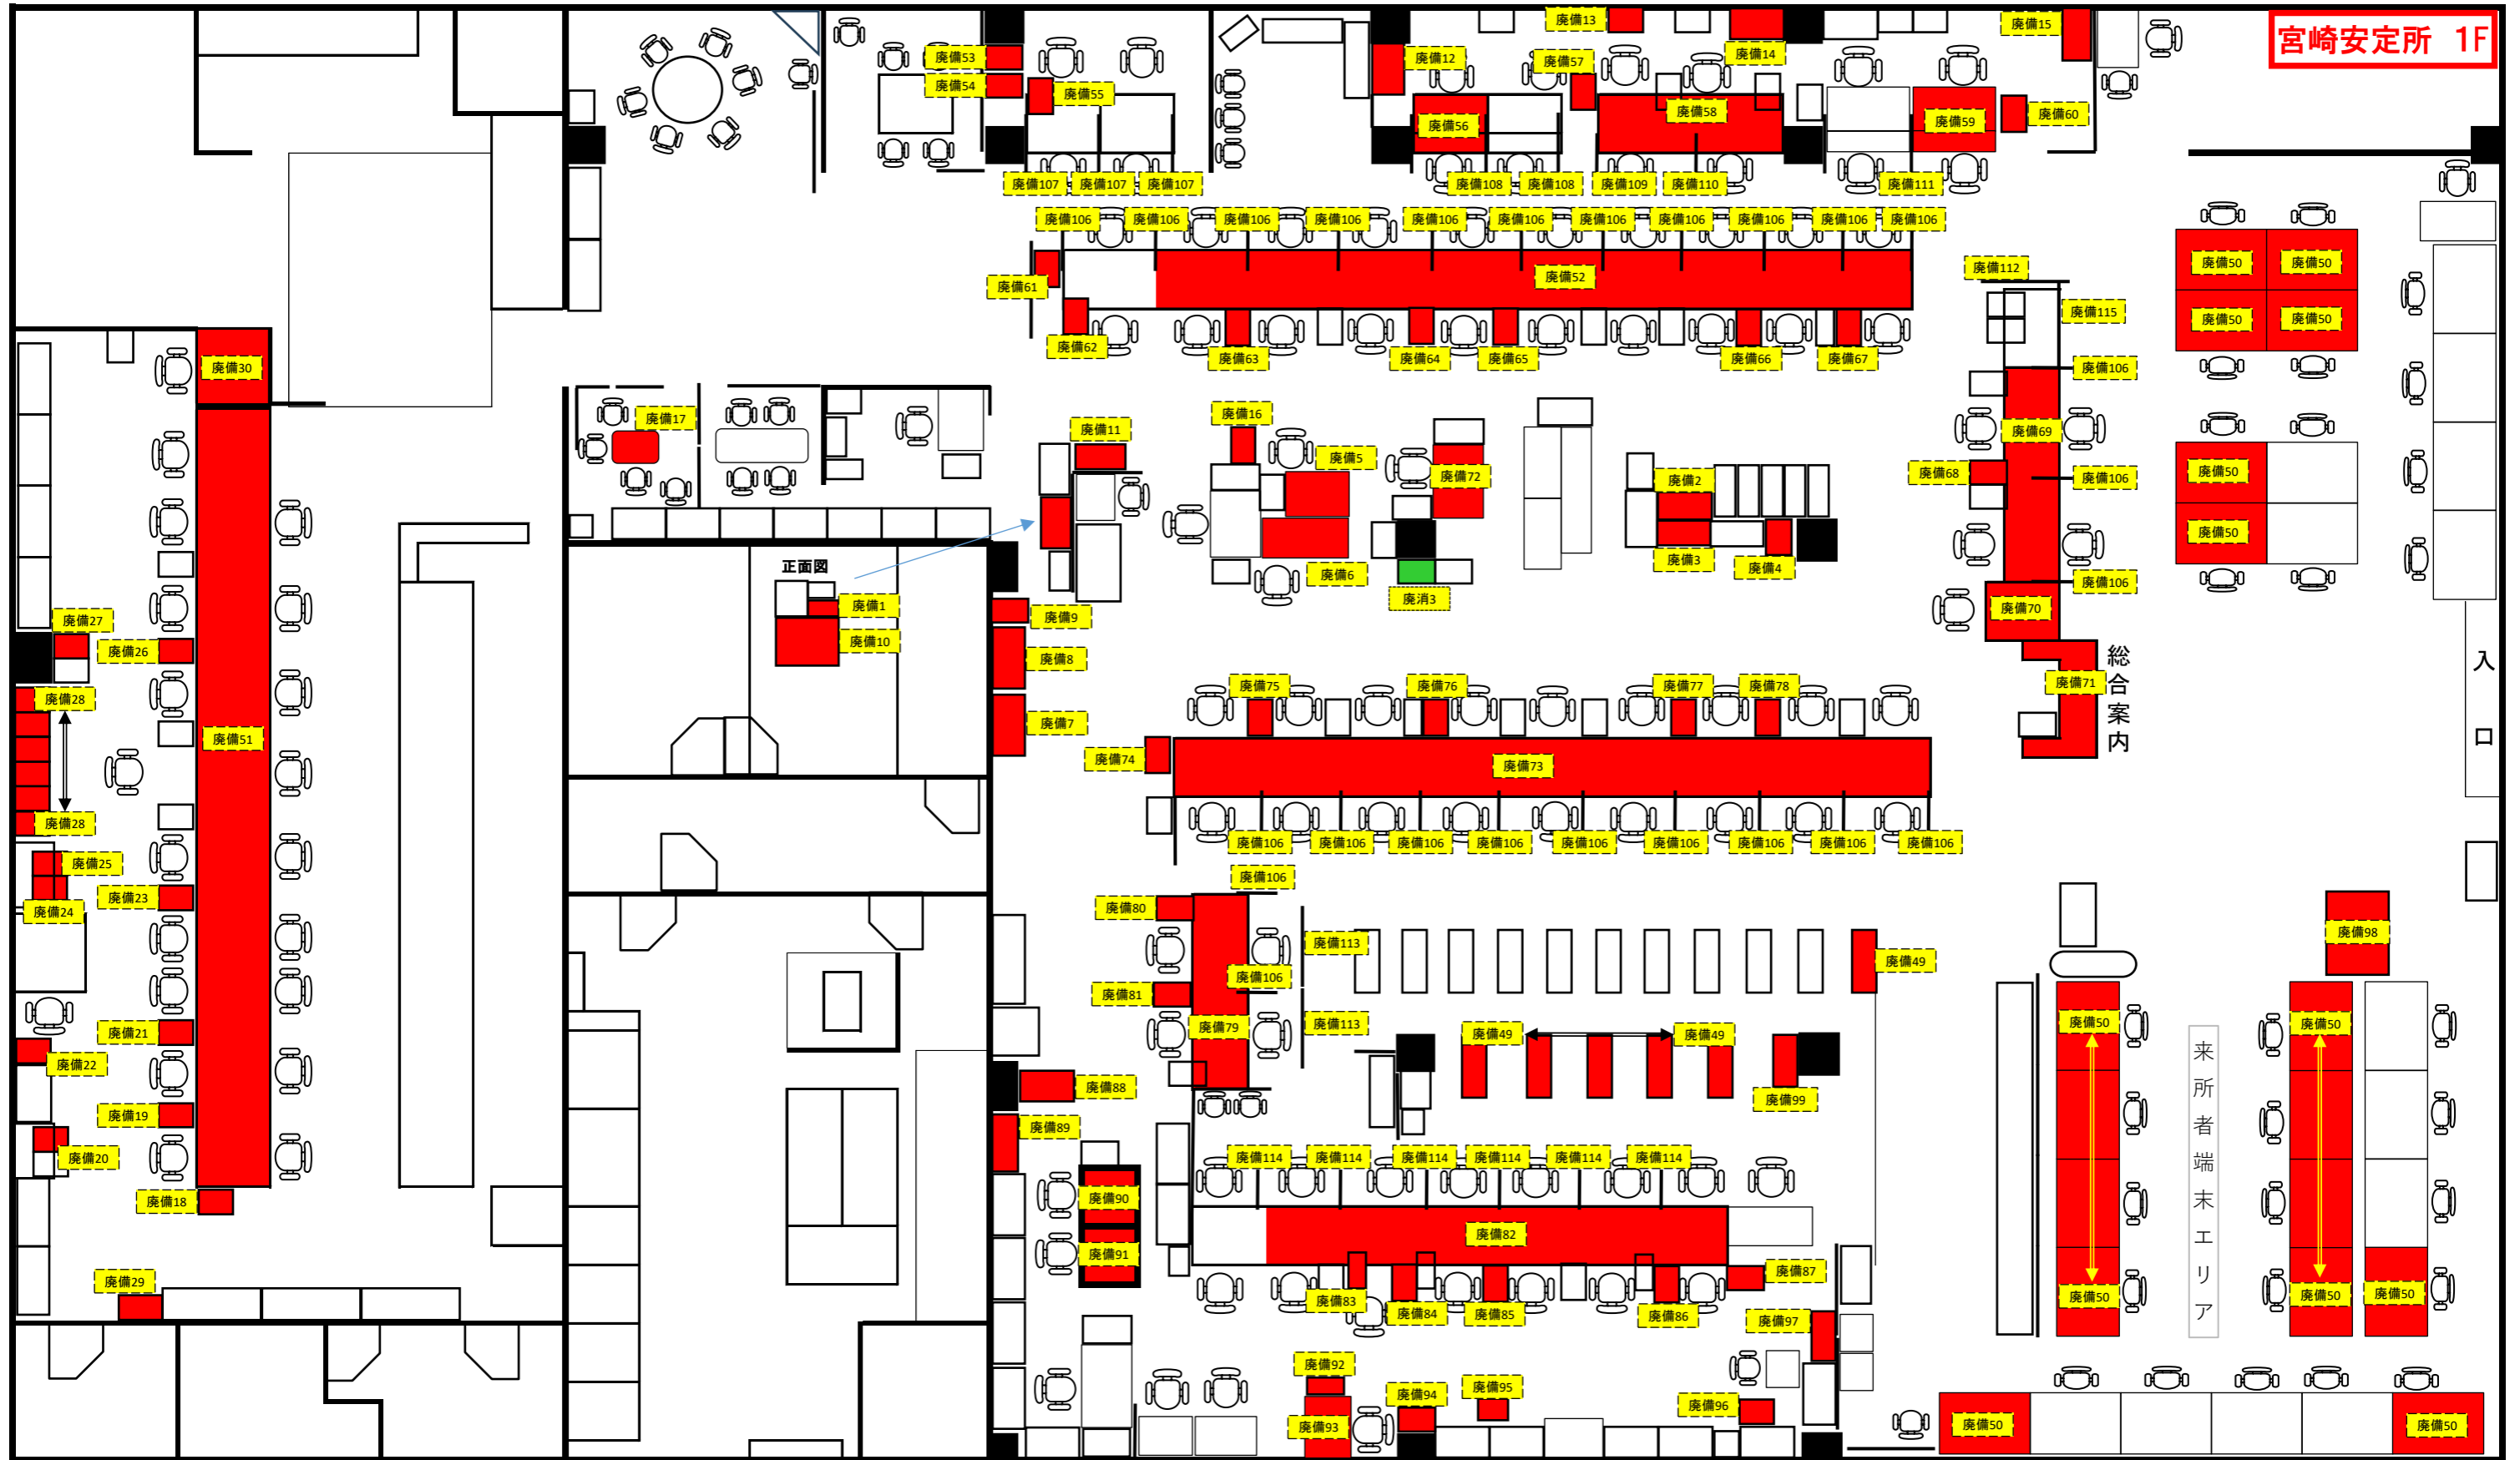 宮崎安定所 1F
廃備13
廃備15
廃備53
廃備12
廃備57
廃備14
廃備54
廃備55
廃備56
廃備58
廃備59
廃備60
廃備107
廃備107
廃備107
廃備108
廃備108
廃備109
廃備110
廃備111
廃備106
廃備106
廃備106
廃備106
廃備106
廃備106
廃備106
廃備106
廃備106
廃備106
廃備106
廃備61
廃備52
廃備112
廃備50
廃備50
廃備62
廃備63
廃備64
廃備65
廃備66
廃備67
廃備115
廃備50
廃備50
廃備30
廃備106
廃備17
廃備11
廃備16
廃備5
廃備72
廃備2
廃備69
廃備68
廃備106
廃備50
廃備50
正面図
廃備1
廃備10
廃備9
廃備8
廃備7
廃備6
廃消3
廃備3
廃備4
廃備106
廃備70
総合案内
廃備71
入口
廃備27
廃備26
廃備28
廃備51
廃備28
廃備25
廃備23
廃備24
廃備21
廃備22
廃備19
廃備20
廃備18
廃備29
廃備75
廃備76
廃備77
廃備78
廃備74
廃備73
廃備106
廃備106
廃備106
廃備106
廃備106
廃備106
廃備106
廃備106
廃備106
廃備106
廃備80
廃備113
廃備106
廃備49
廃備98
廃備81
廃備79
廃備113
廃備49
廃備49
廃備50
廃備50
来所者端末エリア
廃備88
廃備99
廃備89
廃備114
廃備114
廃備114
廃備114
廃備114
廃備114
廃備90
廃備91
廃備82
廃備83
廃備84
廃備85
廃備86
廃備87
廃備50
廃備50
廃備50
廃備97
廃備92
廃備93
廃備94
廃備95
廃備96
廃備50
廃備50